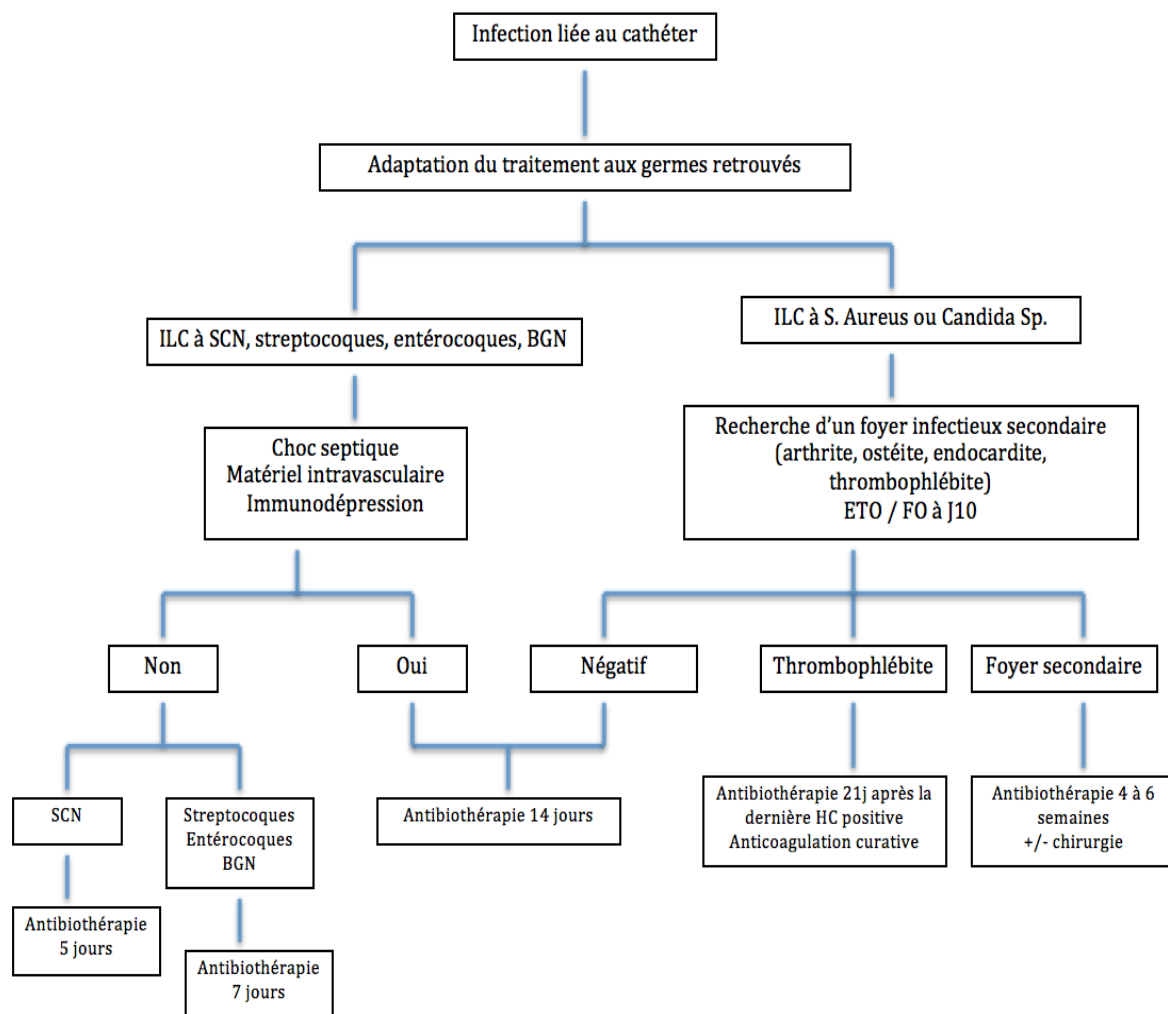 Infection liée au cathéter
Adaptation du traitement aux germes retrouvés
ILC à SCN, streptocoques, entérocoques, BGN
ILC à S. Aureus ou Candida Sp.
Choc septique
Matériel intravasculaire
Immunodépression
Recherche d'un foyer infectieux secondaire
(arthrite, ostéite, endocardite,
thrombophlébite)
ETO / FO à J10
Non
Oui
Négatif
Thrombophlébite
Foyer secondaire
SCN
Streptocoques
Entérocoques
BGN
Antibiothérapie 14 jours
Antibiothérapie 21j après la
dernière HC positive
Anticoagulation curative
Antibiothérapie 4 à 6
semaines
+/- chirurgie
Antibiothérapie
5 jours
Antibiothérapie
7 jours